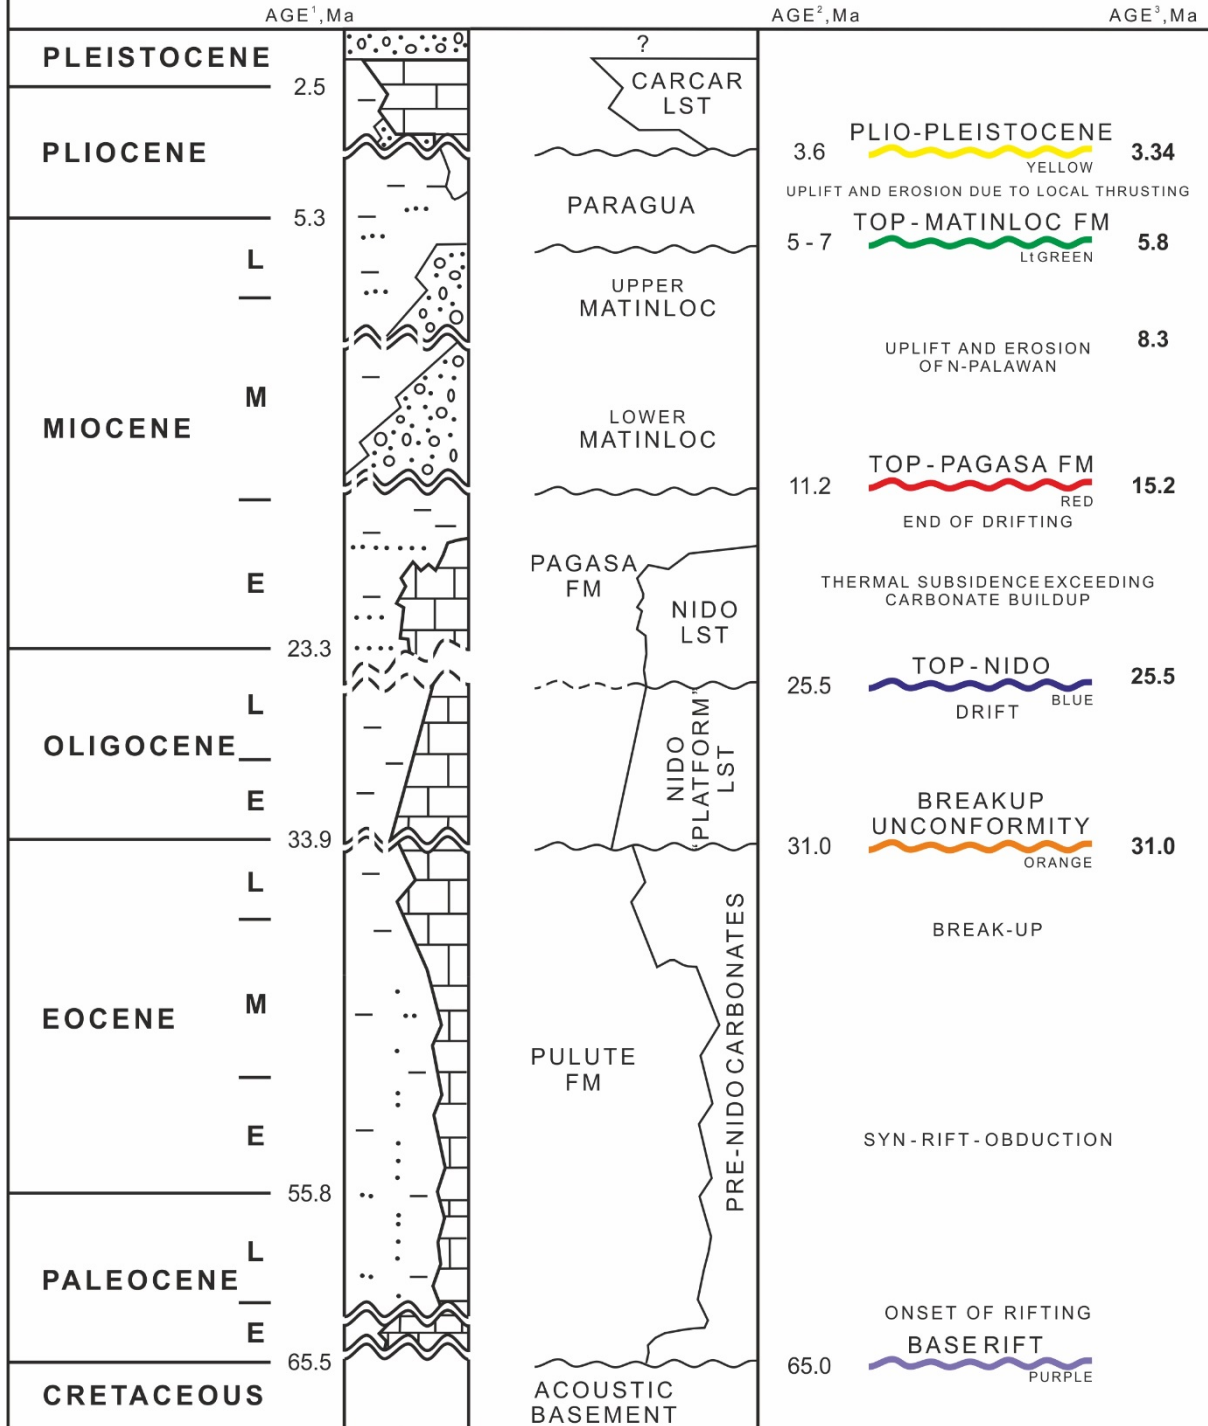 AGE¹,Ma
AGE²,Ma
AGE³,Ma
PLEISTOCENE
?
2.5
CARCAR
LST
PLIOCENE
3.6
PLIO-PLEISTOCENE
YELLOW
3.34
UPLIFT AND EROSION DUE TO LOCAL THRUSTING
PARAGUA
5.3
5 - 7
TOP-MATINLOC FM
Lt GREEN
5.8
L
UPPER
MATINLOC
8.3
UPLIFT AND EROSION
OF N-PALAWAN
M
MIOCENE
LOWER
MATINLOC
11.2
TOP-PAGASA FM
RED
15.2
END OF DRIFTING
PAGASA
FM
E
THERMAL SUBSIDENCE EXCEEDING
CARBONATE BUILDUP
NIDO
LST
23.3
25.5
TOP-NIDO
BLUE
25.5
DRIFT
L
OLIGOCENE
NIDO
"PLATFORM"
LST
E
33.9
31.0
BREAKUP
UNCONFORMITY
ORANGE
31.0
L
BREAK-UP
M
EOCENE
PULUTE
FM
PRE-NIDO CARBONATES
E
SYN-RIFT-OBDUCTION
55.8
L
PALEOCENE
E
ONSET OF RIFTING
65.5
65.0
BASE RIFT
PURPLE
CRETACEOUS
ACOUSTIC
BASEMENT